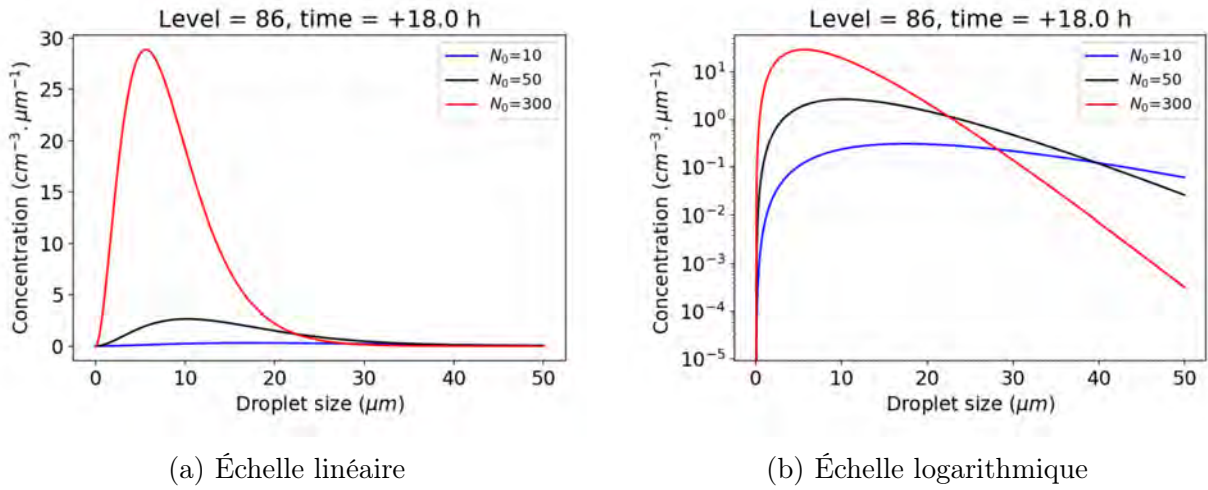 Level = 86, time = +18.0 h
30
25
20
15
10
5
0
Concentration (cm⁻³. μm⁻¹)
N₀=10
N₀=50
N₀=300
0 10 20 30 40 50
Droplet size (μm)
(a) Échelle linéaire
Level = 86, time = +18.0 h
10¹
10⁰
10⁻¹
10⁻²
10⁻³
10⁻⁴
10⁻⁵
Concentration (cm⁻³. μm⁻¹)
N₀=10
N₀=50
N₀=300
0 10 20 30 40 50
Droplet size (μm)
(b) Échelle logarithmique